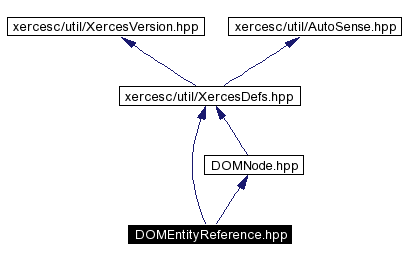 xercesc/util/XercesVersion.hpp
xercesc/util/AutoSense.hpp
xercesc/util/XercesDefs.hpp
DOMNode.hpp
DOMEntityReference.hpp